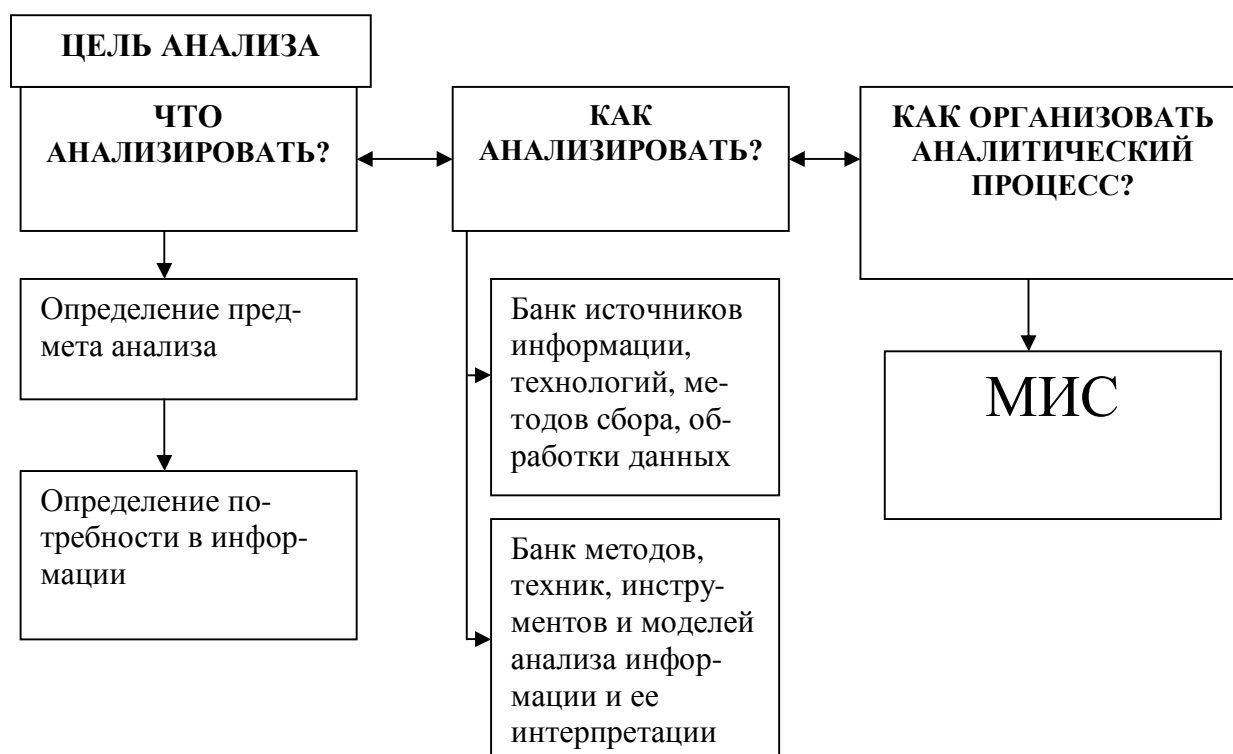 ЦЕЛЬ АНАЛИЗА
ЧТО
АНАЛИЗИРОВАТЬ?
Определение пред-
мета анализа
Определение по-
требности в инфор-
мации
КАК
АНАЛИЗИРОВАТЬ?
Банк источников
информации,
технологий, ме-
тодов сбора, об-
работки данных
Банк методов,
техник, инстру-
ментов и моделей
анализа инфор-
мации и ее
интерпретации
КАК ОРГАНИЗОВАТЬ
АНАЛИТИЧЕСКИЙ
ПРОЦЕСС?
МИС